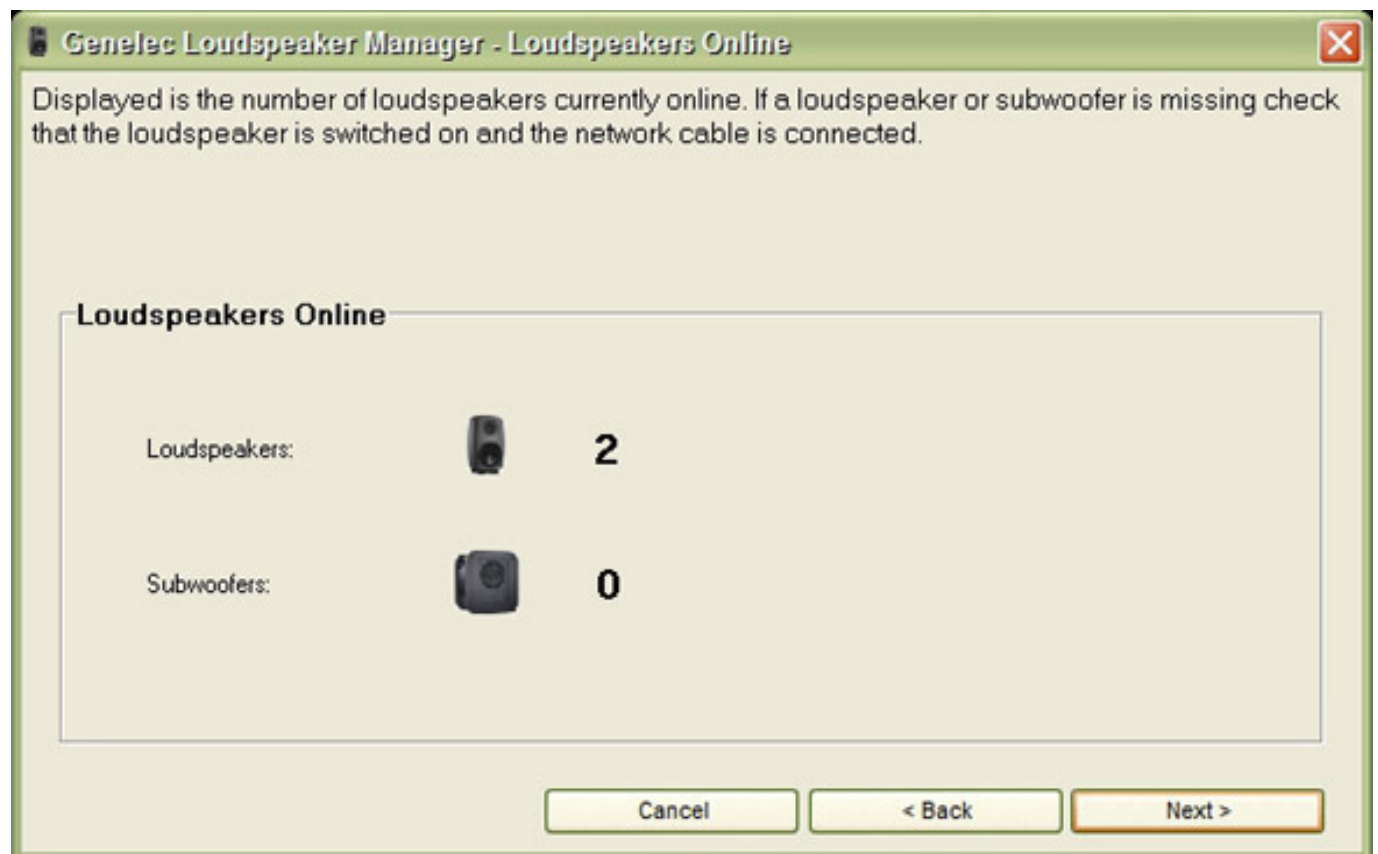 Genelec Loudspeaker Manager - Loudspeakers Online
Displayed is the number of loudspeakers currently online. If a loudspeaker or subwoofer is missing check
that the loudspeaker is switched on and the network cable is connected.
Loudspeakers Online
Loudspeakers: 2
Subwoofers: 0
Cancel < Back Next >